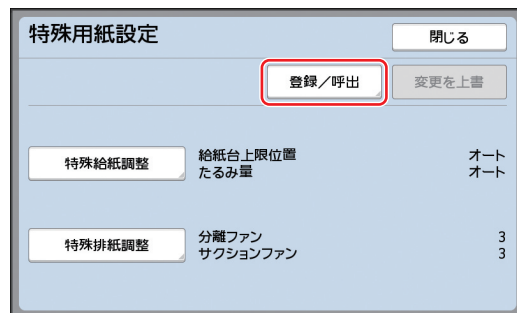 特殊用紙設定
閉じる
登録／呼出
変更を上書
特殊給紙調整
給紙台上限位置 オート
たるみ量 オート
特殊排紙調整
分離ファン 3
サクションファン 3